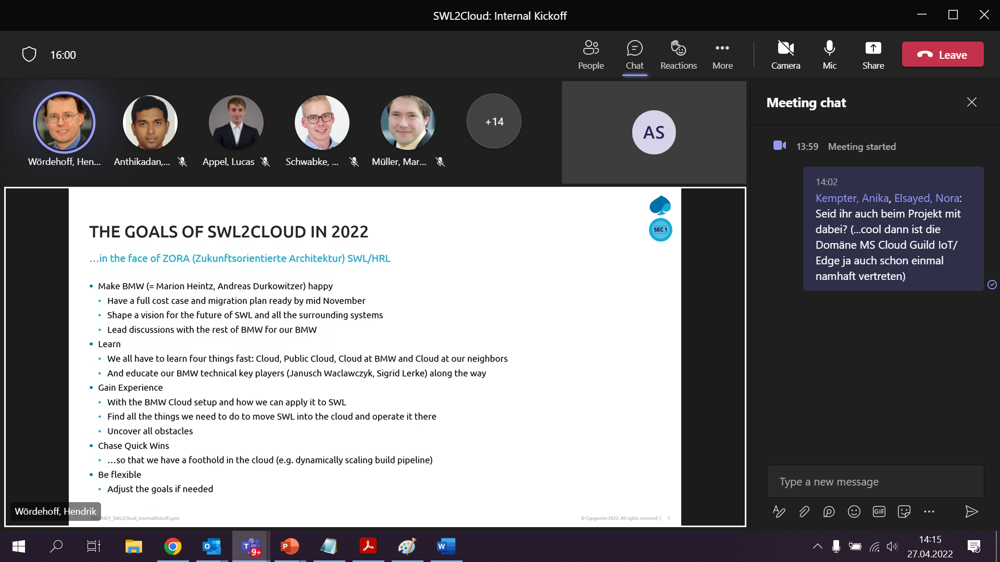 SWL2Cloud: Internal Kickoff
16:00
People
Chat
Reactions
More
Camera
Mic
Share
Leave
Wördehoff, Hen...
Anthikadan,...
Appel, Lucas
Schwabke, ...
Müller, Mar...
+14
AS
THE GOALS OF SWL2CLOUD IN 2022
SEC 1
...in the face of ZORA (Zukunftsorientierte Architektur) SWL/HRL
Make BMW (= Marion Heintz, Andreas Durkowitzer) happy
Have a full cost case and migration plan ready by mid November
Shape a vision for the future of SWL and all the surrounding systems
Lead discussions with the rest of BMW for our BMW
Learn
We all have to learn four things fast: Cloud, Public Cloud, Cloud at BMW and Cloud at our neighbors
And educate our BMW technical key players (Janusch Waclawczyk, Sigrid Lerke) along the way
Gain Experience
With the BMW Cloud setup and how we can apply it to SWL
Find all the things we need to do to move SWL into the cloud and operate it there
Uncover all obstacles
Chase Quick Wins
...so that we have a foothold in the cloud (e.g. dynamically scaling build pipeline)
Be flexible
Adjust the goals if needed
Wördehoff, Hendrik
20220427_SWL2Cloud_InternalKickoff.pptx
© Capgemini 2022. All rights reserved | 5
Meeting chat
13:59 Meeting started
14:02
Kempter, Anika, Elsayed, Nora:
Seid ihr auch beim Projekt mit
dabei? (...cool dann ist die
Domäne MS Cloud Guild IoT/
Edge ja auch schon einmal
namhaft vertreten)
Type a new message
GIF
9+
14:15
27.04.2022